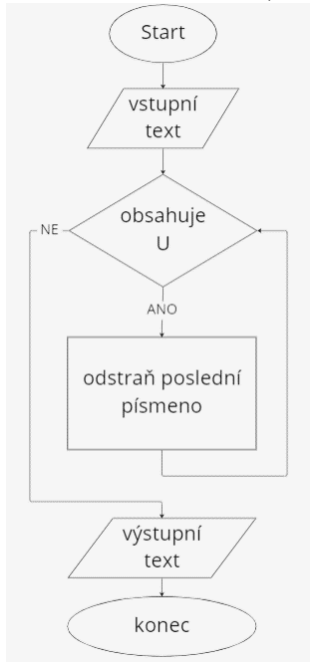 Start
vstupní
text
obsahuje
U
NE
ANO
odstraň poslední
písmeno
výstupní
text
konec